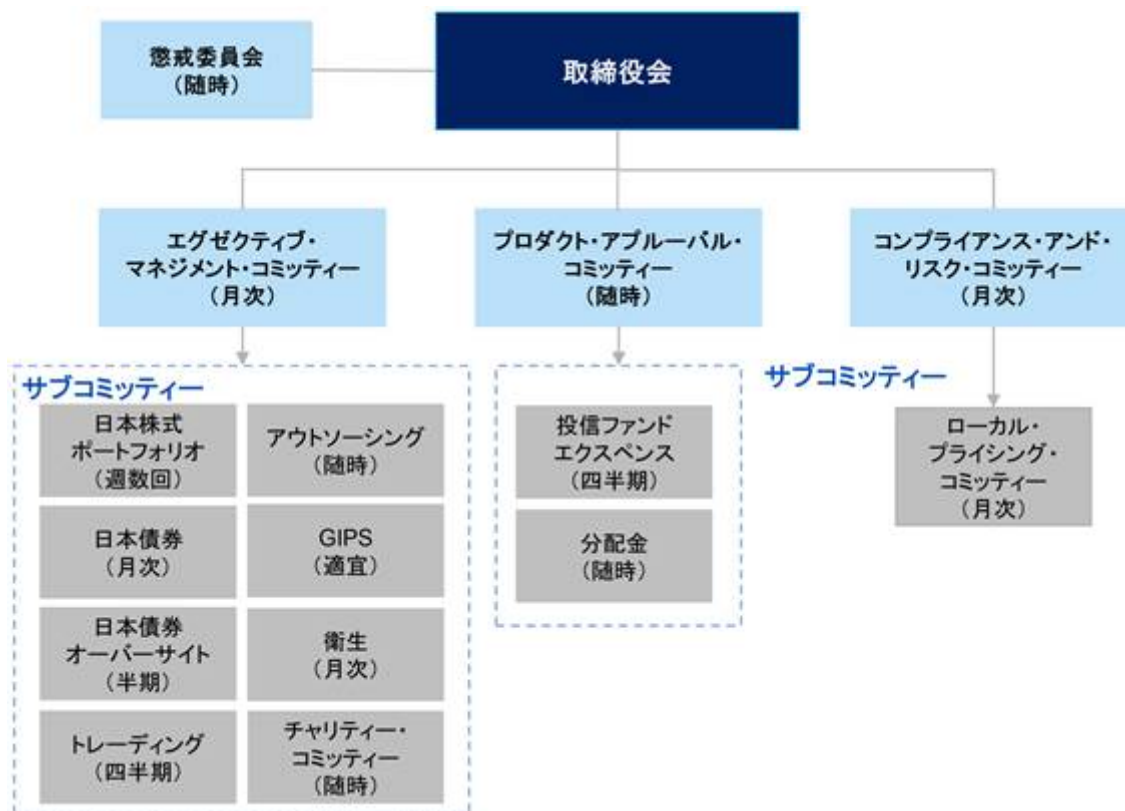 懲戒委員会
(随時)
取締役会
エグゼクティブ・
マネジメント・コミッティー
(月次)
プロダクト・アプルーバル・
コミッティー
(随時)
コンプライアンス・アンド・
リスク・コミッティー
(月次)
サブコミッティー
日本株式
ポートフォリオ
(週数回)
アウトソーシング
(随時)
日本債券
(月次)
GIPS
(適宜)
日本債券
オーバーサイト
(半期)
衛生
(月次)
トレーディング
(四半期)
チャリティー・
コミッティー
(随時)
投信ファンド
エクスペンス
(四半期)
分配金
(随時)
サブコミッティー
ローカル・
プライシング・
コミッティー
(月次)